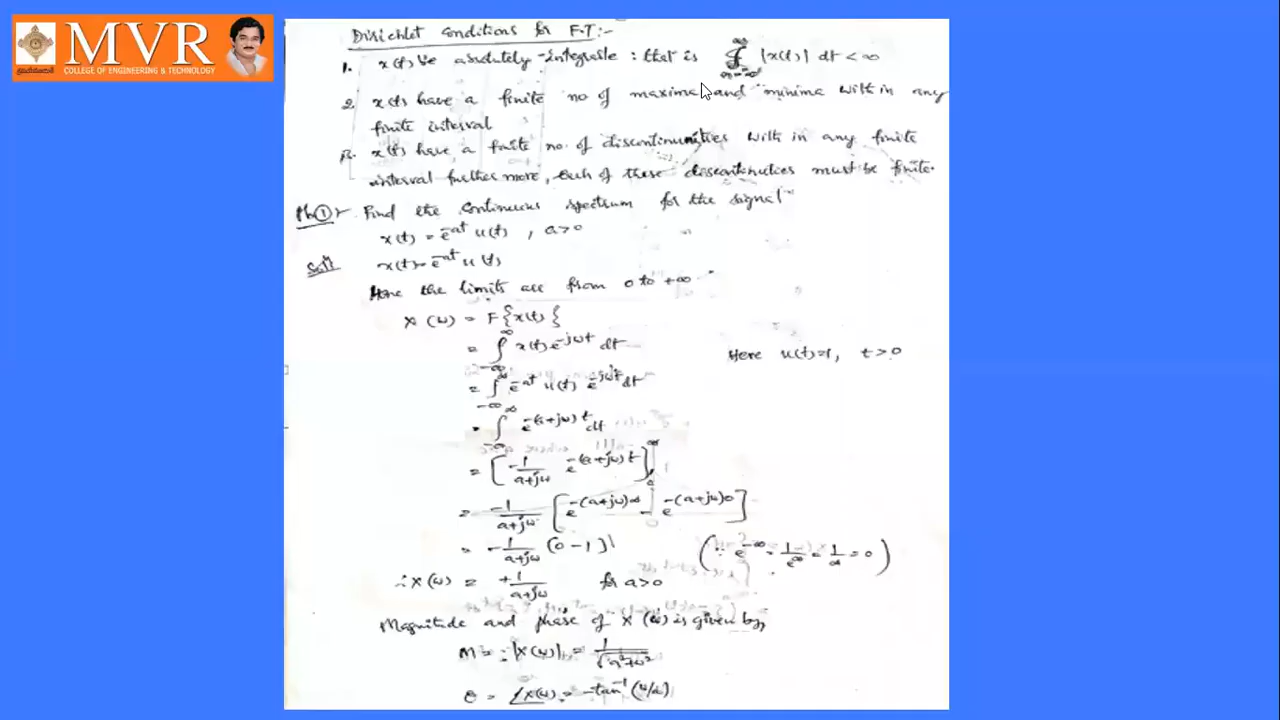 MVR
COLLEGE OF ENGINEERING & TECHNOLOGY
Dirichlet Conditions for F.T:-
1. x(t) be absolutely-integrable : that is ∫ |x(t)| dt < ∞
2. x(t) have a finite no of maxima and minima with in any
finite interval
3. x(t) have a finite no. of discontinunities with in any finite
interval further more, each of these discontinuties must be finite.
Pb①:- Find the continuous spectrum for the signal
x(t) = e^-at u(t) , a>0
Sol: x(t) = e^-at u(t)
Here the limits are from 0 to +∞
X(ω) = F{x(t)}
= ∫_-∞^∞ x(t) e^-jωt dt Here u(t)=1, t>0
= ∫_-∞^∞ e^-at u(t) e^-jωt dt
= ∫_-∞^∞ e^-(a+jω)t dt
= [-1/(a+jω) e^-(a+jω)t]_0^∞
= -1/(a+jω) [e^-(a+jω)∞ - e^-(a+jω)0]
= -1/(a+jω) (0-1) (∵ e^-∞ = 1/e^∞ = 1/∞ = 0)
∴ X(ω) = +1/(a+jω) for a>0
Magnitude and phase of X(ω) is given by,
M = |X(ω)| = 1/√(a²+ω²)
θ = ∠X(ω) = -tan⁻¹(ω/a)